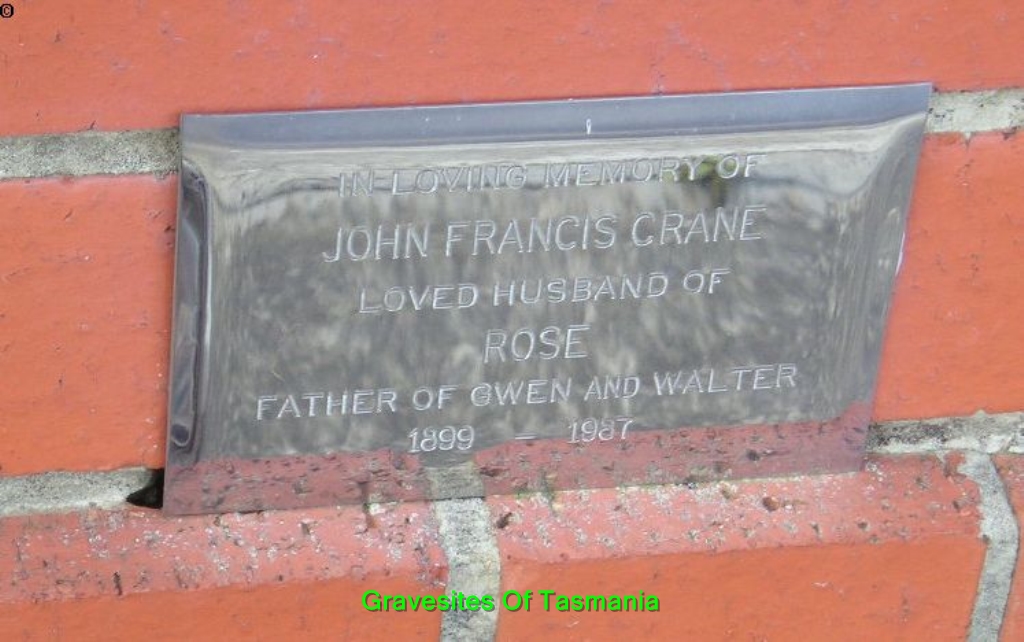 ©
IN LOVING MEMORY OF
JOHN FRANCIS CRANE
LOVED HUSBAND OF
ROSE
FATHER OF GWEN AND WALTER
1899 – 1987
Gravesites Of Tasmania